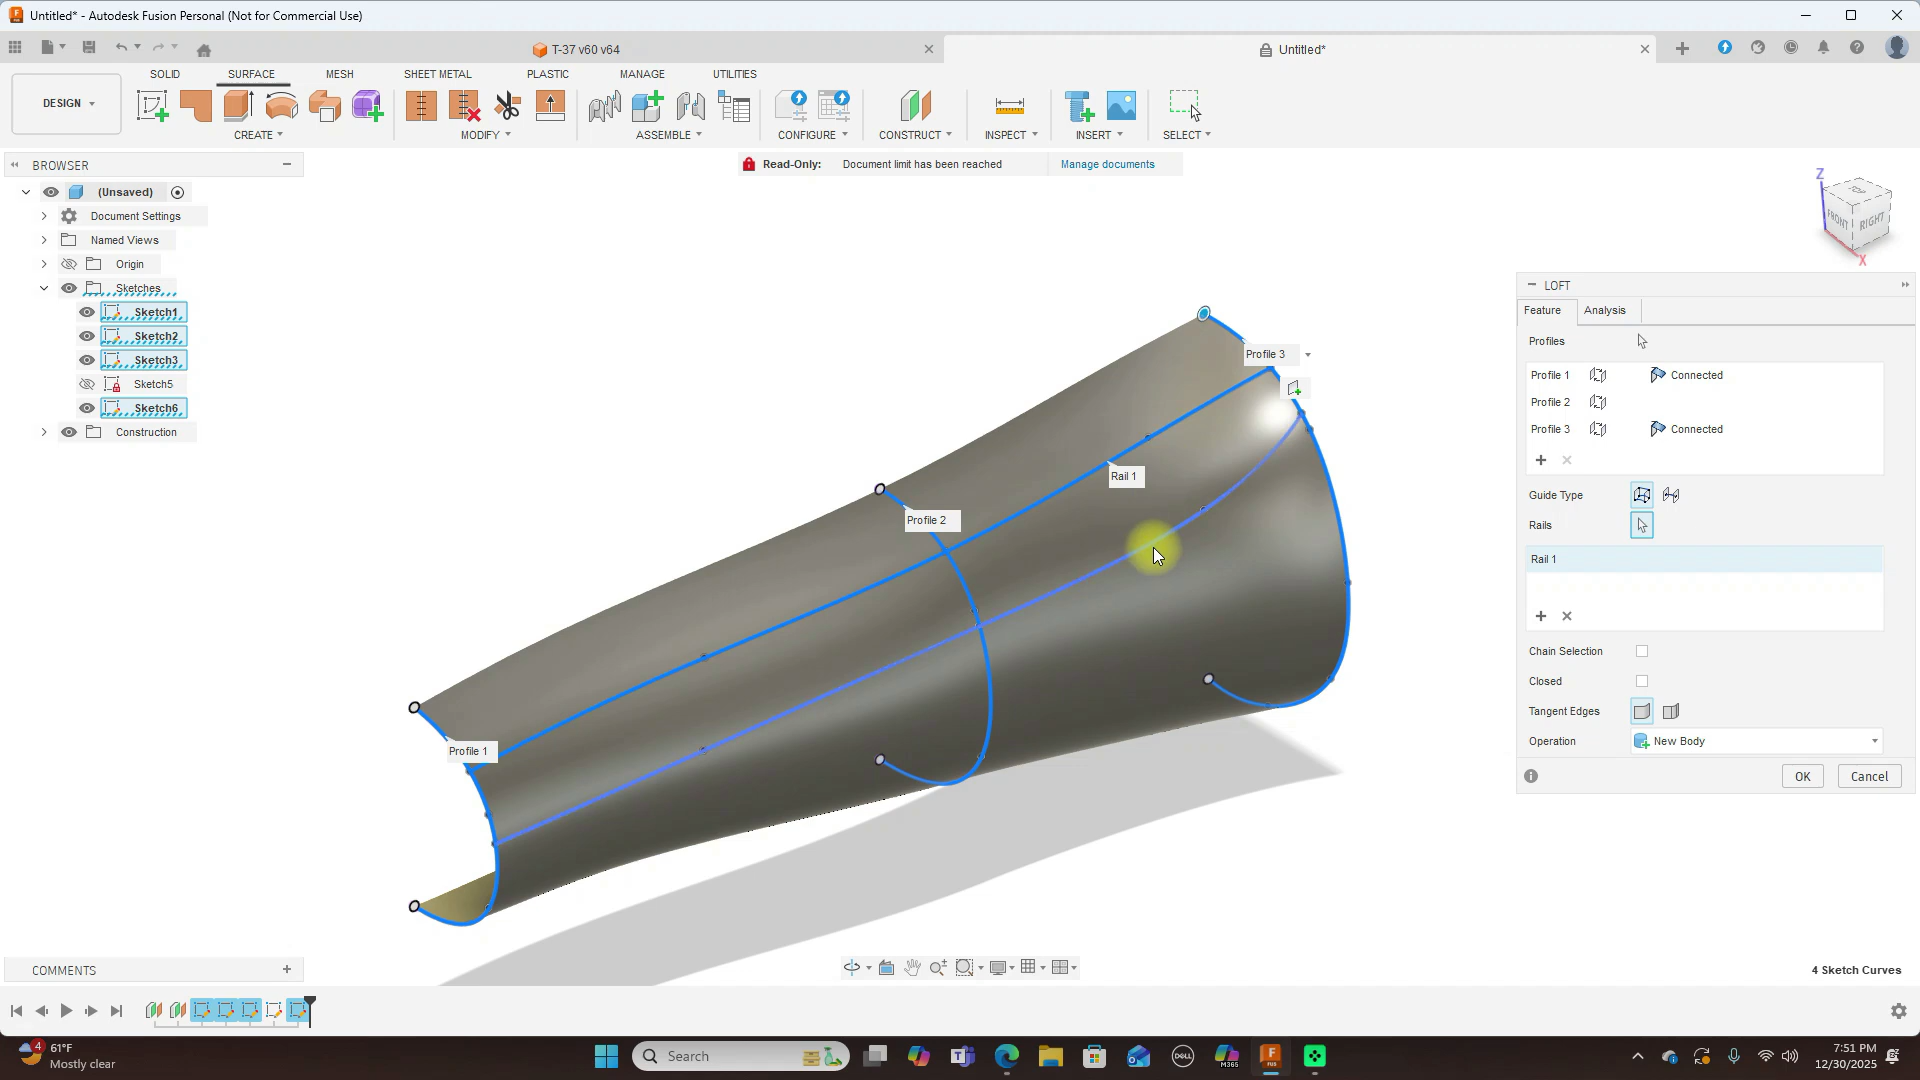 Untitled* - Autodesk Fusion Personal (Not for Commercial Use)
T-37 v60 v64
Untitled*
DESIGN
SOLID
SURFACE
MESH
SHEET METAL
PLASTIC
MANAGE
UTILITIES
CREATE
MODIFY
ASSEMBLE
CONFIGURE
CONSTRUCT
INSPECT
INSERT
SELECT
BROWSER
Read-Only: Document limit has been reached Manage documents
(Unsaved)
Document Settings
Named Views
Origin
Sketches
Sketch1
Sketch2
Sketch3
Sketch5
Sketch6
Construction
Z
FRONT
RIGHT
X
Profile 3
Rail 1
Profile 2
Profile 1
LOFT
Feature
Analysis
Profiles
Profile 1 Connected
Profile 2
Profile 3 Connected
Guide Type
Rails
Rail 1
Chain Selection
Closed
Tangent Edges
Operation New Body
OK
Cancel
COMMENTS
4 Sketch Curves
4
61°F
Mostly clear
Search
7:51 PM
12/30/2025